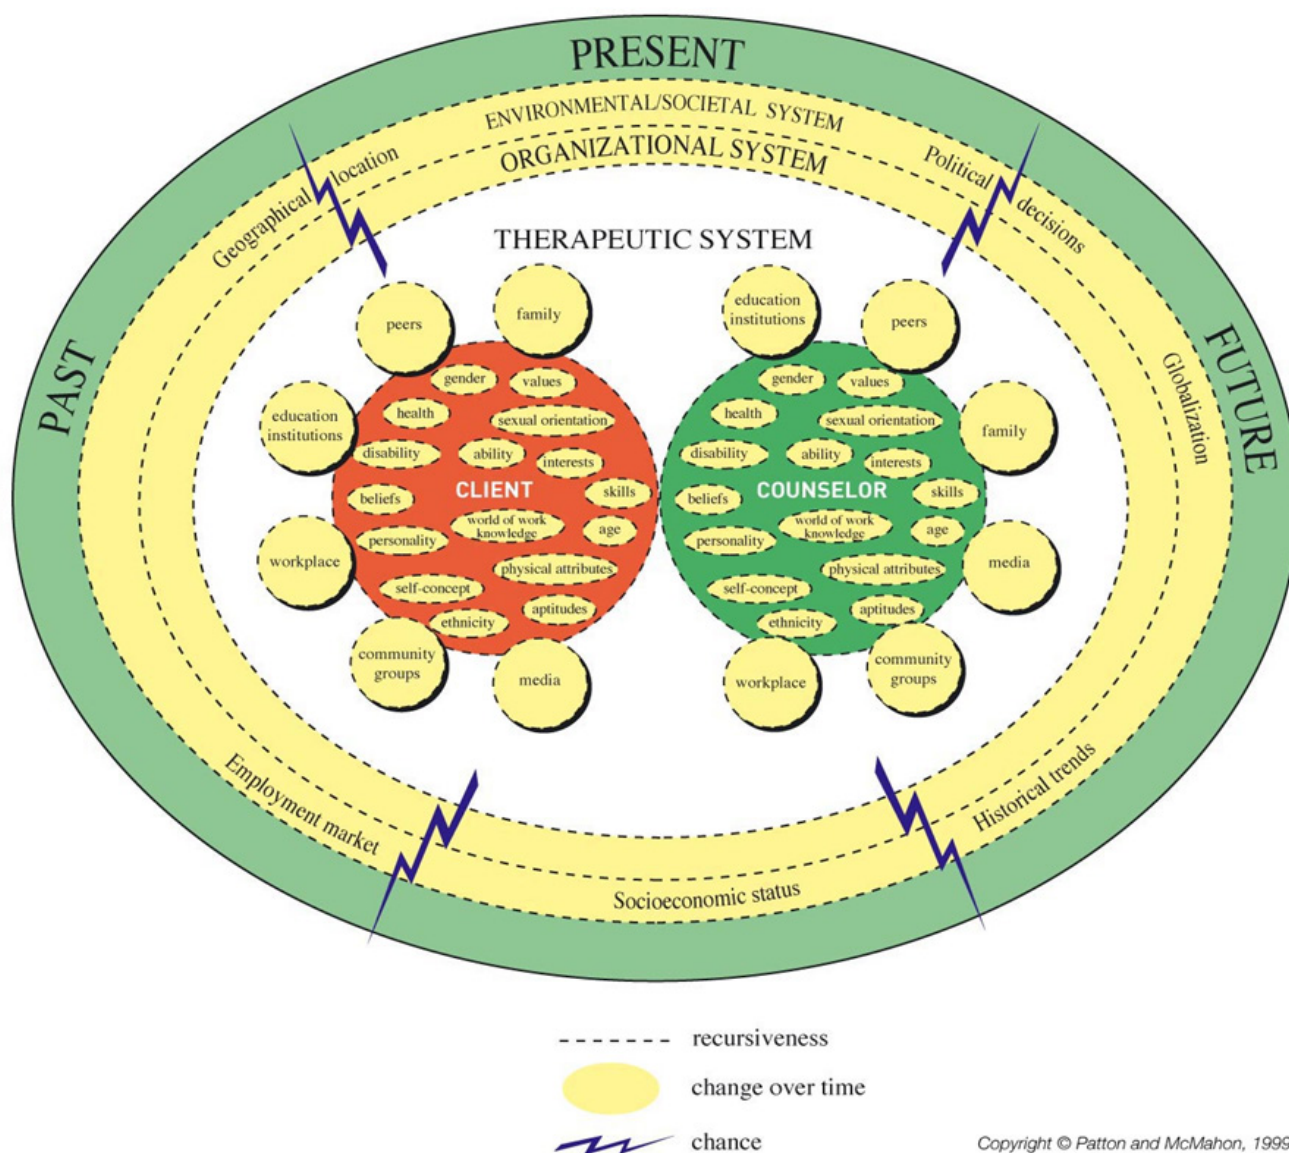 PRESENT
ENVIRONMENTAL/SOCIETAL SYSTEM
ORGANIZATIONAL SYSTEM
Geographical location
Political decisions
PAST
FUTURE
Globalization
THERAPEUTIC SYSTEM
peers
family
education
institutions
workplace
community
groups
media
gender
values
health
sexual orientation
disability
ability
interests
CLIENT
beliefs
skills
world of work
knowledge
age
personality
physical attributes
self-concept
aptitudes
ethnicity
education
institutions
peers
family
media
community
groups
workplace
gender
values
health
sexual orientation
disability
ability
interests
COUNSELOR
beliefs
skills
world of work
knowledge
age
personality
physical attributes
self-concept
aptitudes
ethnicity
Employment market
Socioeconomic status
Historical trends
recursiveness
change over time
chance
Copyright © Patton and McMahon, 1999